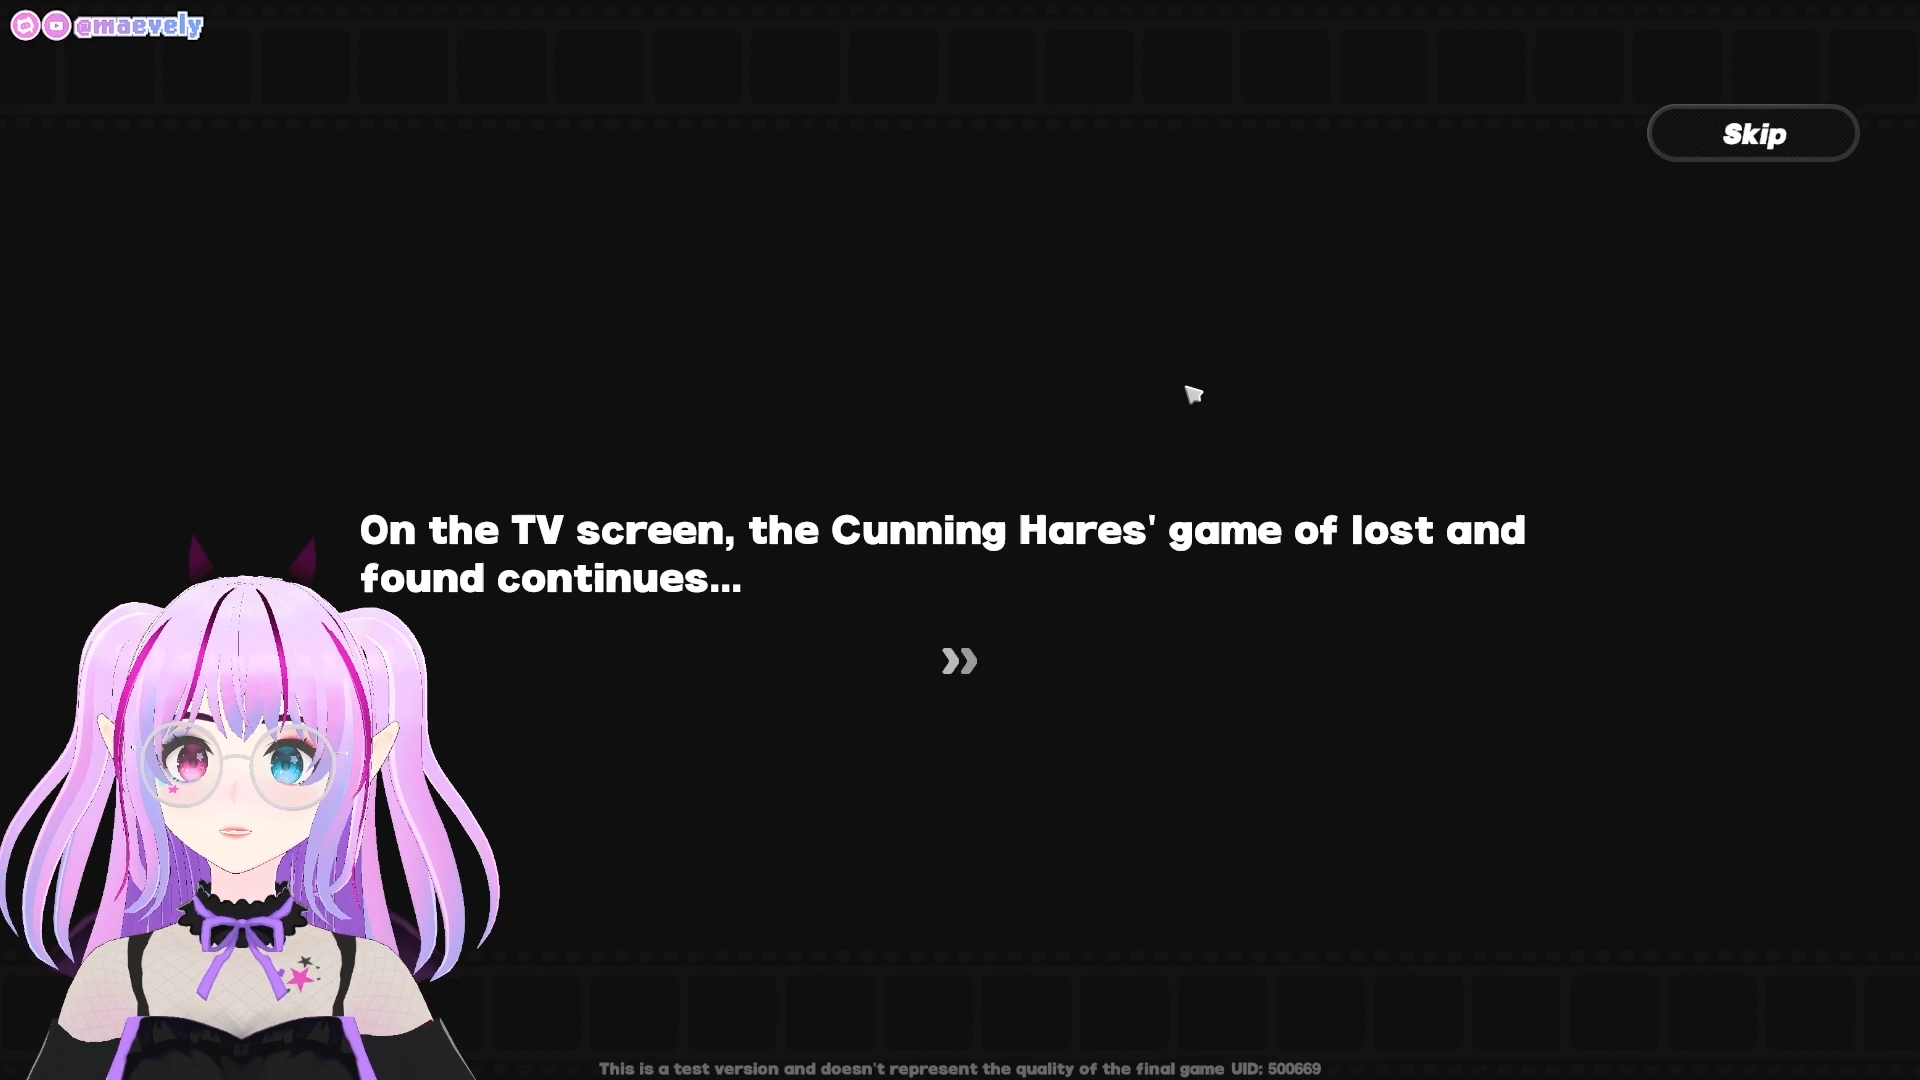 @maevely
Skip
On the TV screen, the Cunning Hares' game of lost and
found continues...
This is a test version and doesn't represent the quality of the final game UID: 500669